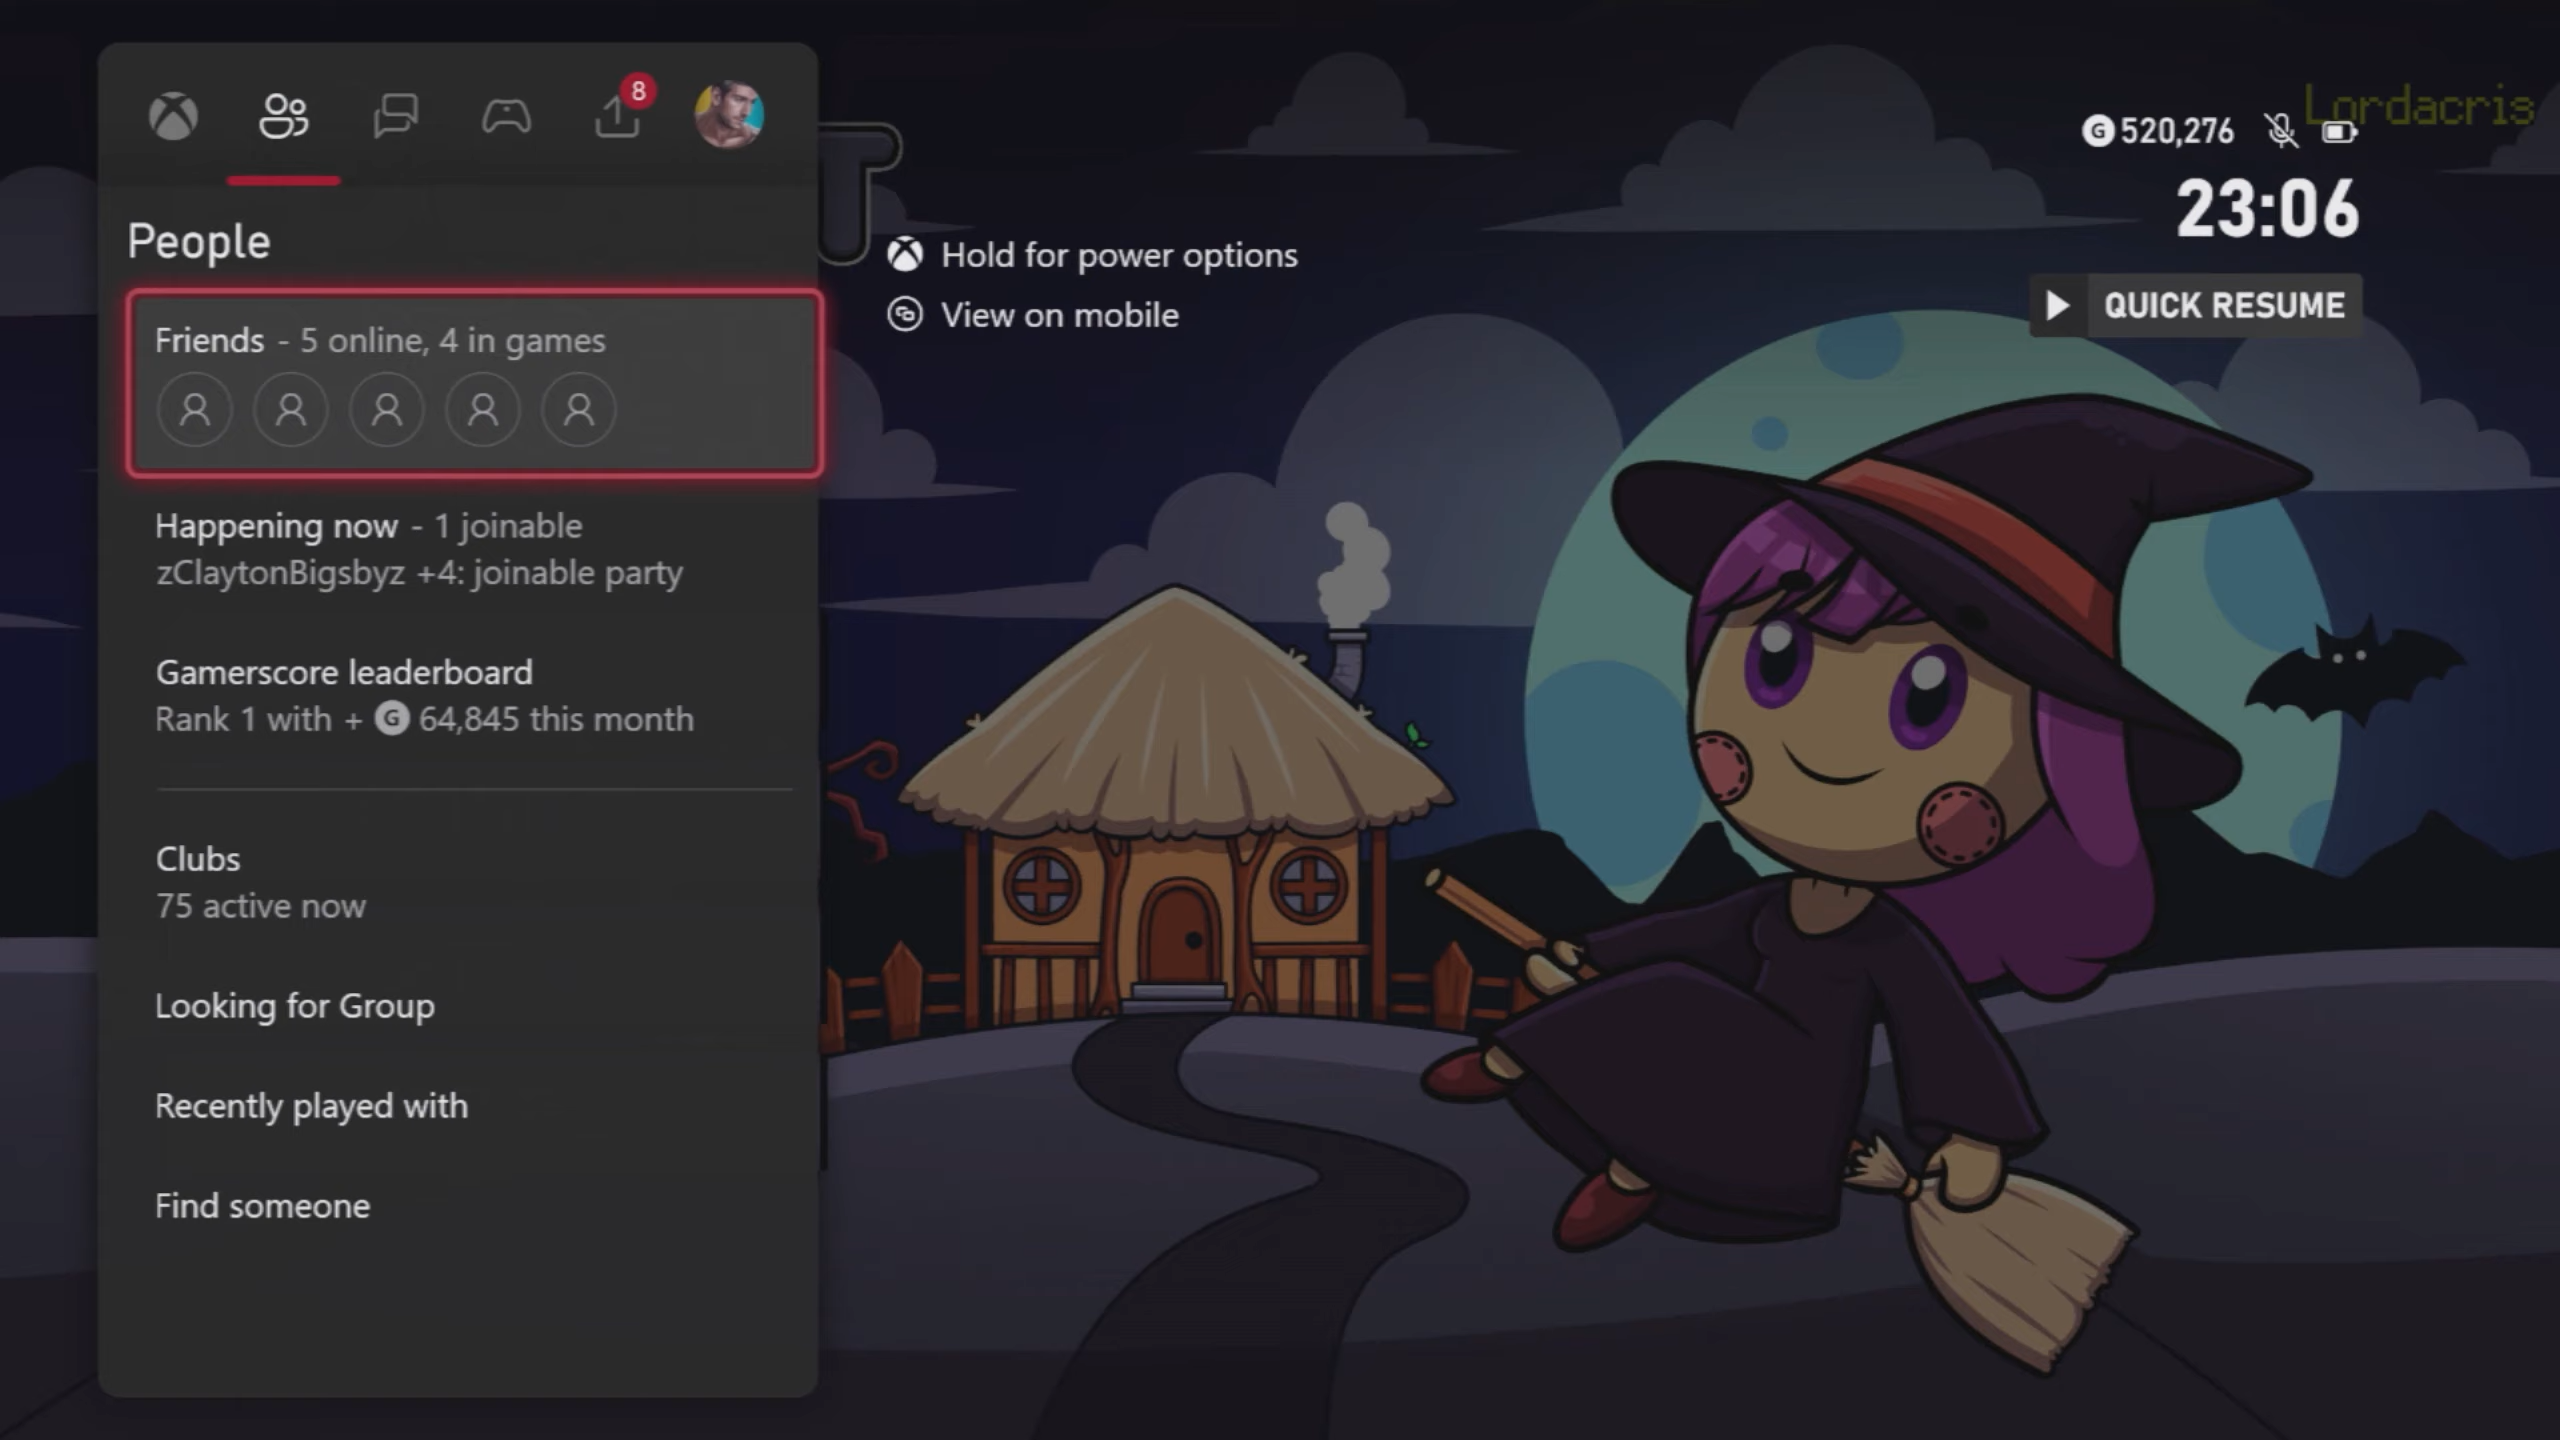 8
Lordacris
G 520,276
23:06
QUICK RESUME
T
Hold for power options
View on mobile
People
Friends - 5 online, 4 in games
Happening now - 1 joinable
zClaytonBigsbyz +4: joinable party
Gamerscore leaderboard
Rank 1 with + G 64,845 this month
Clubs
75 active now
Looking for Group
Recently played with
Find someone